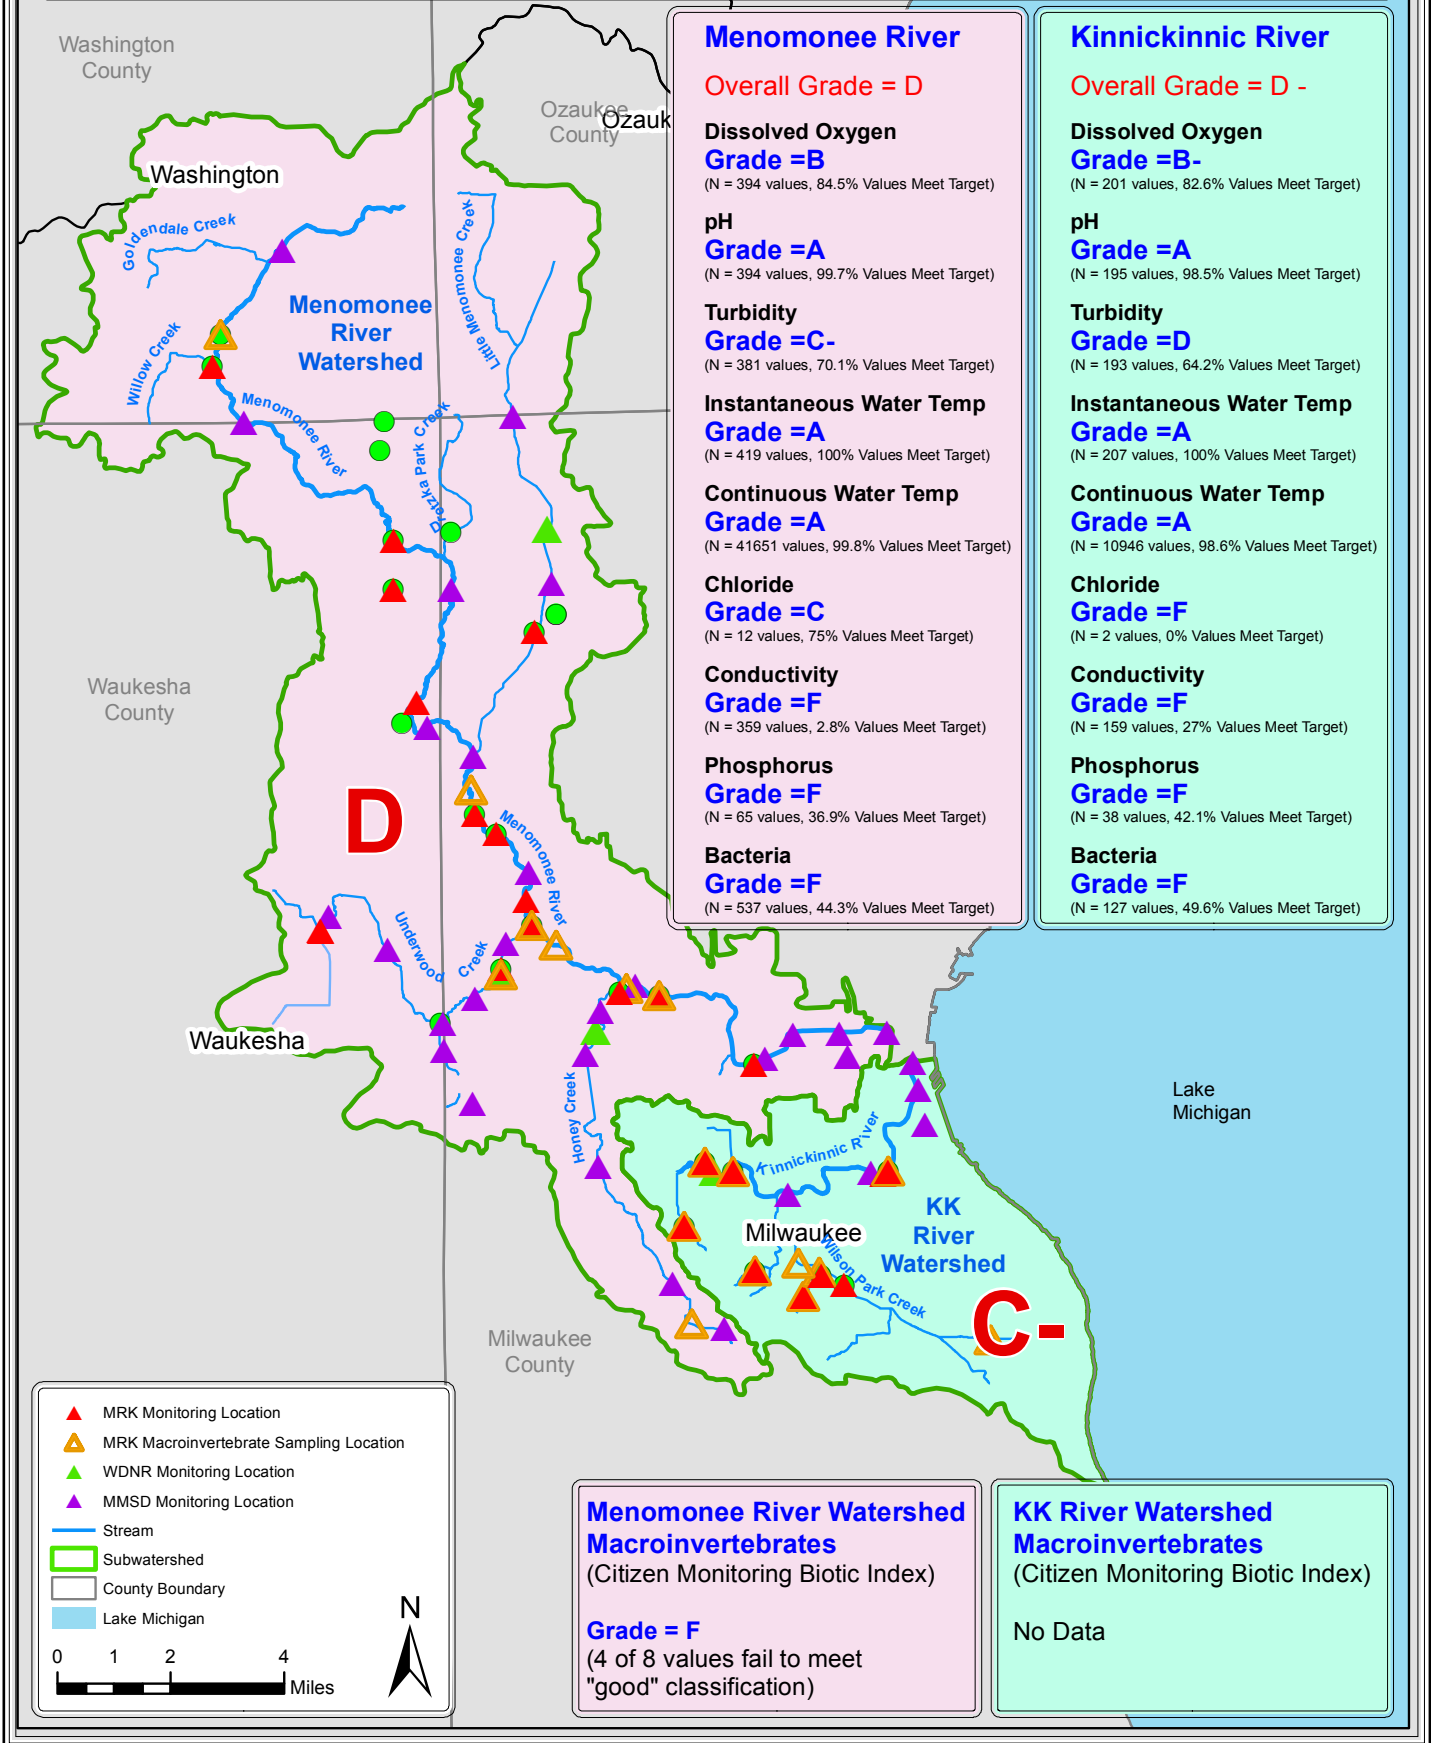 Washington
County
Ozaukee
County
Ozauk
Washington
Goldendale Creek
Little Menomonee Creek
Menomonee
River
Watershed
Willow Creek
Menomonee River
Dretzka Park Creek
Waukesha
County
D
Menomonee River
Underwood
Creek
Waukesha
Honey Creek
Kinnickinnic River
Milwaukee
KK
River
Watershed
Wilson Park Creek
C-
Milwaukee
County
Lake
Michigan
Menomonee River
Overall Grade = D
Dissolved Oxygen
Grade =B
(N = 394 values, 84.5% Values Meet Target)
pH
Grade =A
(N = 394 values, 99.7% Values Meet Target)
Turbidity
Grade =C-
(N = 381 values, 70.1% Values Meet Target)
Instantaneous Water Temp
Grade =A
(N = 419 values, 100% Values Meet Target)
Continuous Water Temp
Grade =A
(N = 41651 values, 99.8% Values Meet Target)
Chloride
Grade =C
(N = 12 values, 75% Values Meet Target)
Conductivity
Grade =F
(N = 359 values, 2.8% Values Meet Target)
Phosphorus
Grade =F
(N = 65 values, 36.9% Values Meet Target)
Bacteria
Grade =F
(N = 537 values, 44.3% Values Meet Target)
Kinnickinnic River
Overall Grade = D -
Dissolved Oxygen
Grade =B-
(N = 201 values, 82.6% Values Meet Target)
pH
Grade =A
(N = 195 values, 98.5% Values Meet Target)
Turbidity
Grade =D
(N = 193 values, 64.2% Values Meet Target)
Instantaneous Water Temp
Grade =A
(N = 207 values, 100% Values Meet Target)
Continuous Water Temp
Grade =A
(N = 10946 values, 98.6% Values Meet Target)
Chloride
Grade =F
(N = 2 values, 0% Values Meet Target)
Conductivity
Grade =F
(N = 159 values, 27% Values Meet Target)
Phosphorus
Grade =F
(N = 38 values, 42.1% Values Meet Target)
Bacteria
Grade =F
(N = 127 values, 49.6% Values Meet Target)
MRK Monitoring Location
MRK Macroinvertebrate Sampling Location
WDNR Monitoring Location
MMSD Monitoring Location
Stream
Subwatershed
County Boundary
Lake Michigan
N
0 1 2 4
Miles
Menomonee River Watershed
Macroinvertebrates
(Citizen Monitoring Biotic Index)
Grade = F
(4 of 8 values fail to meet
"good" classification)
KK River Watershed
Macroinvertebrates
(Citizen Monitoring Biotic Index)
No Data